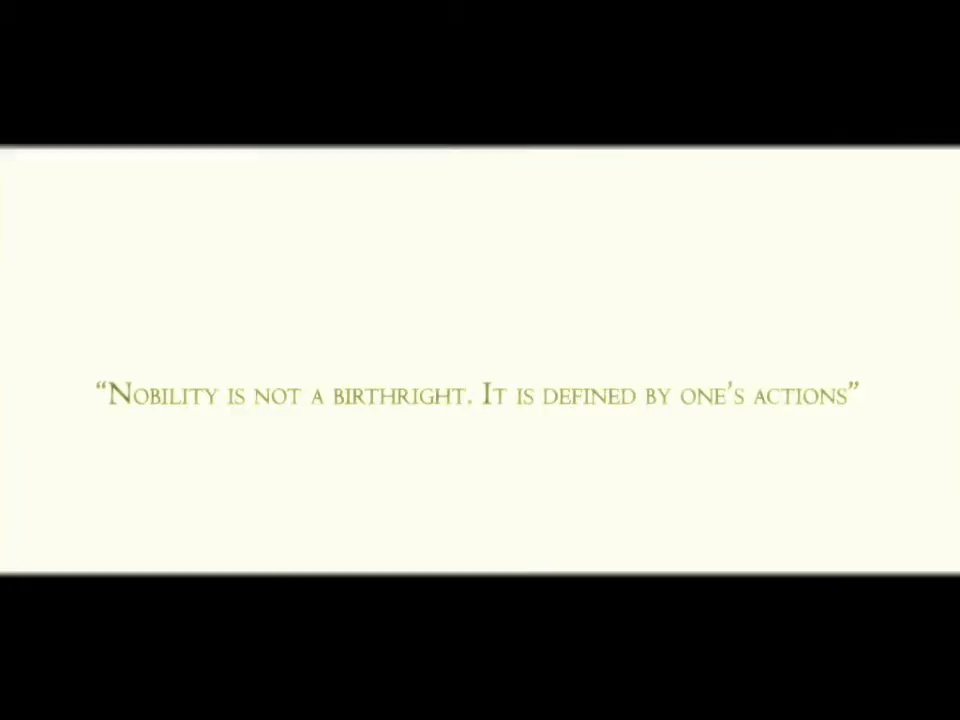 “Nobility is not a birthright. It is defined by one’s actions”